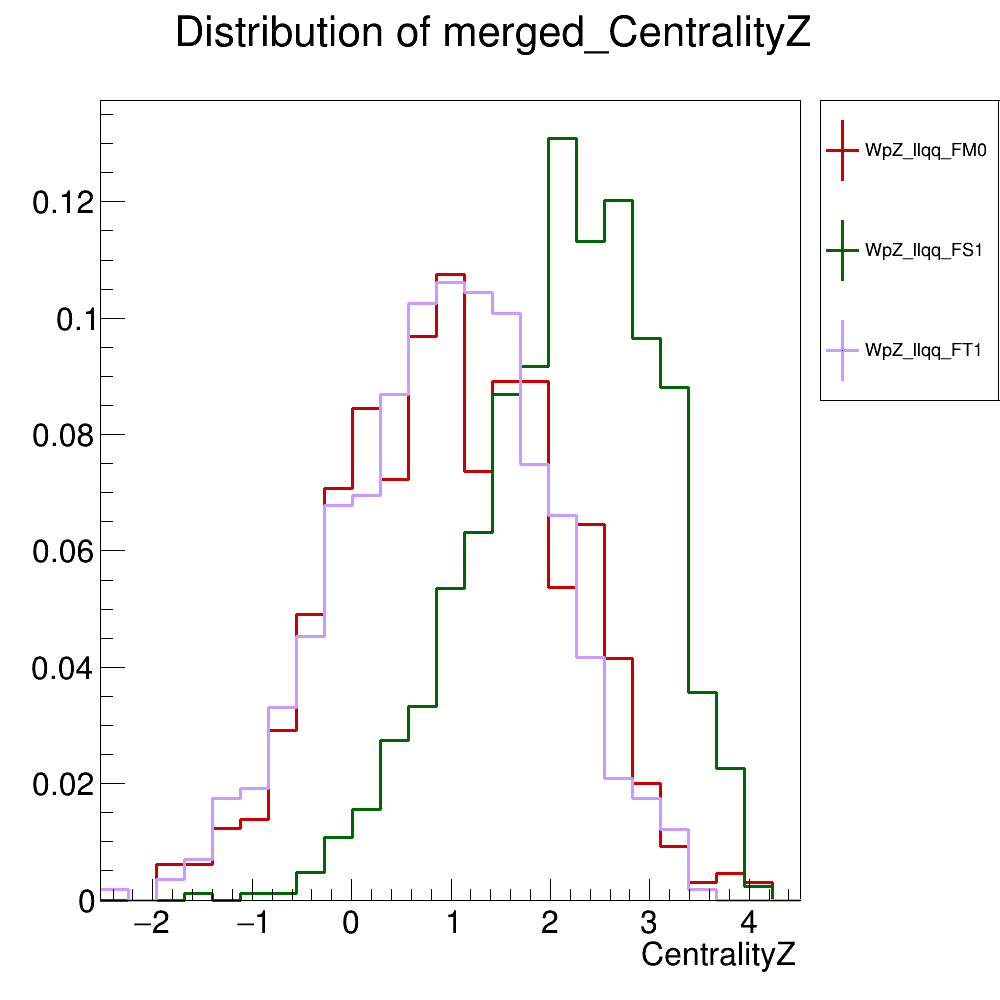 Distribution of merged_CentralityZ
WpZ_llqq_FM0
WpZ_llqq_FS1
WpZ_llqq_FT1
0.12
0.1
0.08
0.06
0.04
0.02
0
−2 −1 0 1 2 3 4
CentralityZ